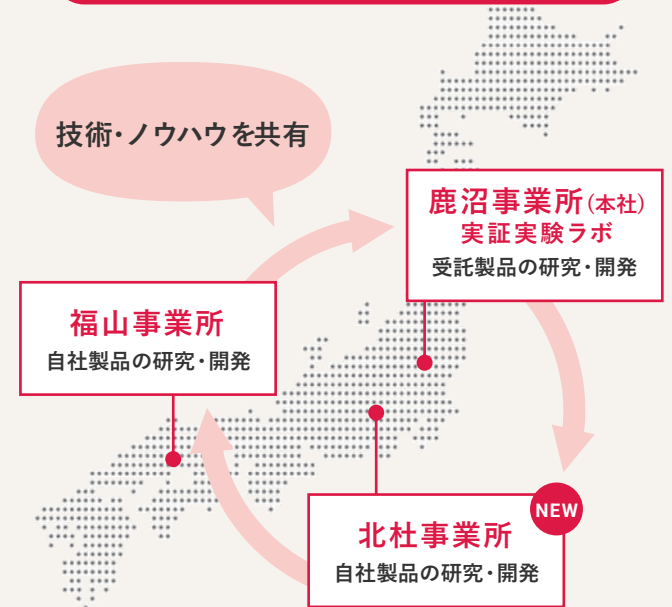 技術・ノウハウを共有
鹿沼事業所(本社)
実証実験ラボ
受託製品の研究・開発
福山事業所
自社製品の研究・開発
NEW
北杜事業所
自社製品の研究・開発